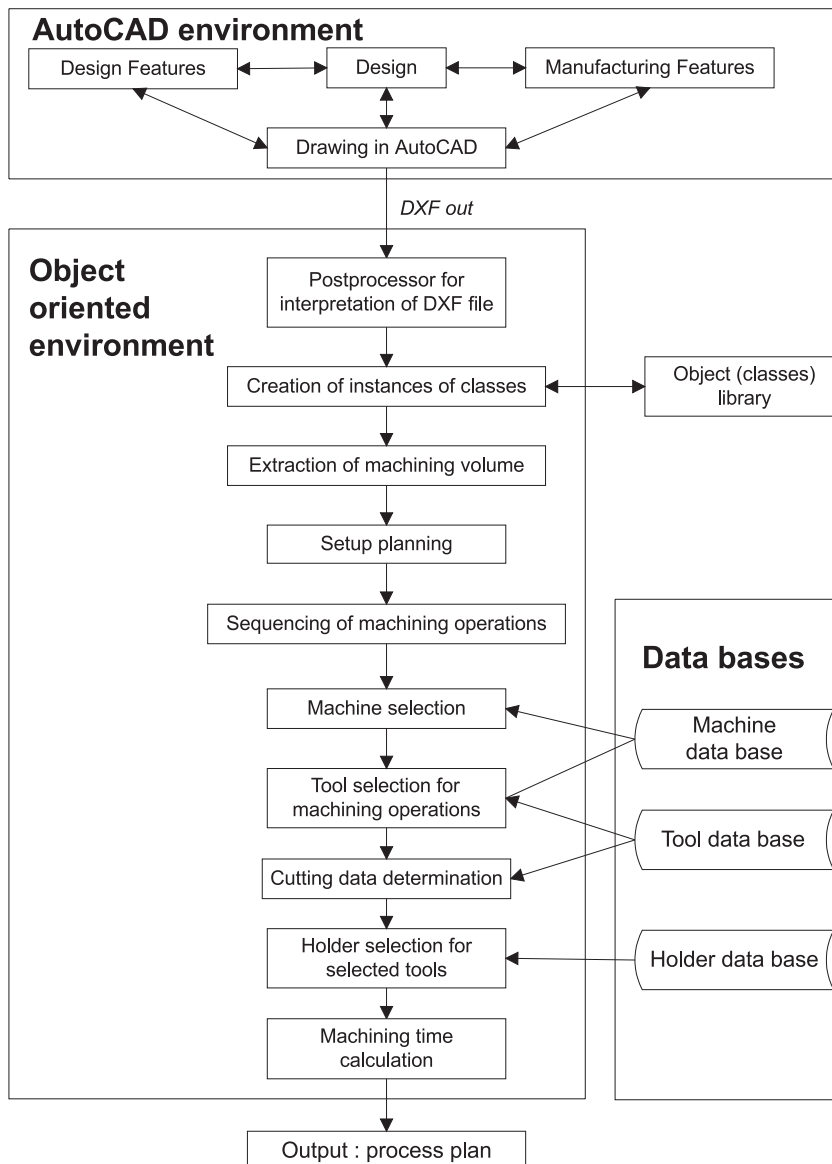 AutoCAD environment
Design Features
Design
Manufacturing Features
Drawing in AutoCAD
DXF out
Object
oriented
environment
Postprocessor for
interpretation of DXF file
Creation of instances of classes
Object (classes)
library
Extraction of machining volume
Setup planning
Sequencing of machining operations
Data bases
Machine selection
Machine
data base
Tool selection for
machining operations
Tool data base
Cutting data determination
Holder selection for
selected tools
Holder data base
Machining time
calculation
Output : process plan